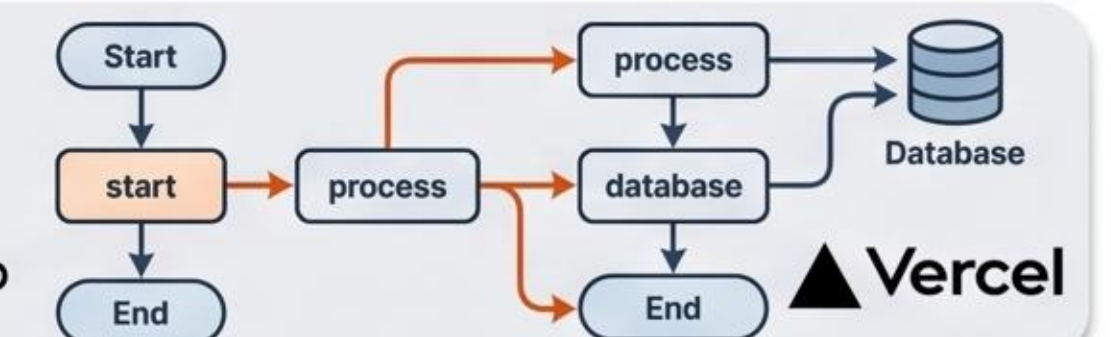 Start
process
start
process
database
Database
End
End
Vercel